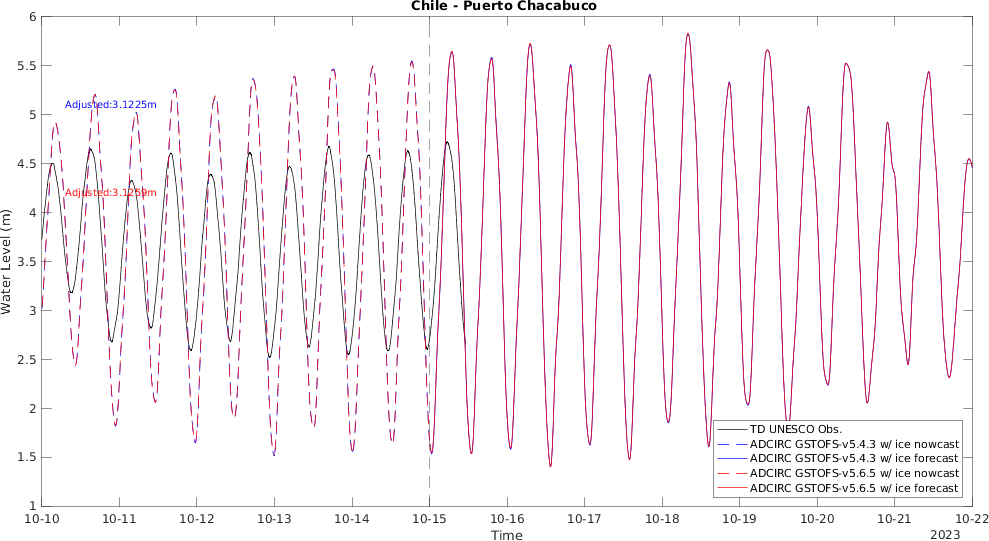 Chile - Puerto Chacabuco
Water Level (m)
6
5.5
5
4.5
4
3.5
3
2.5
2
1.5
1
Adjusted:3.1225m
Adjusted:3.1259m
TD UNESCO Obs.
ADCIRC GSTOFS-v5.4.3 w/ ice nowcast
ADCIRC GSTOFS-v5.4.3 w/ ice forecast
ADCIRC GSTOFS-v5.6.5 w/ ice nowcast
ADCIRC GSTOFS-v5.6.5 w/ ice forecast
10-10 10-11 10-12 10-13 10-14 10-15 10-16 10-17 10-18 10-19 10-20 10-21 10-22
Time
2023